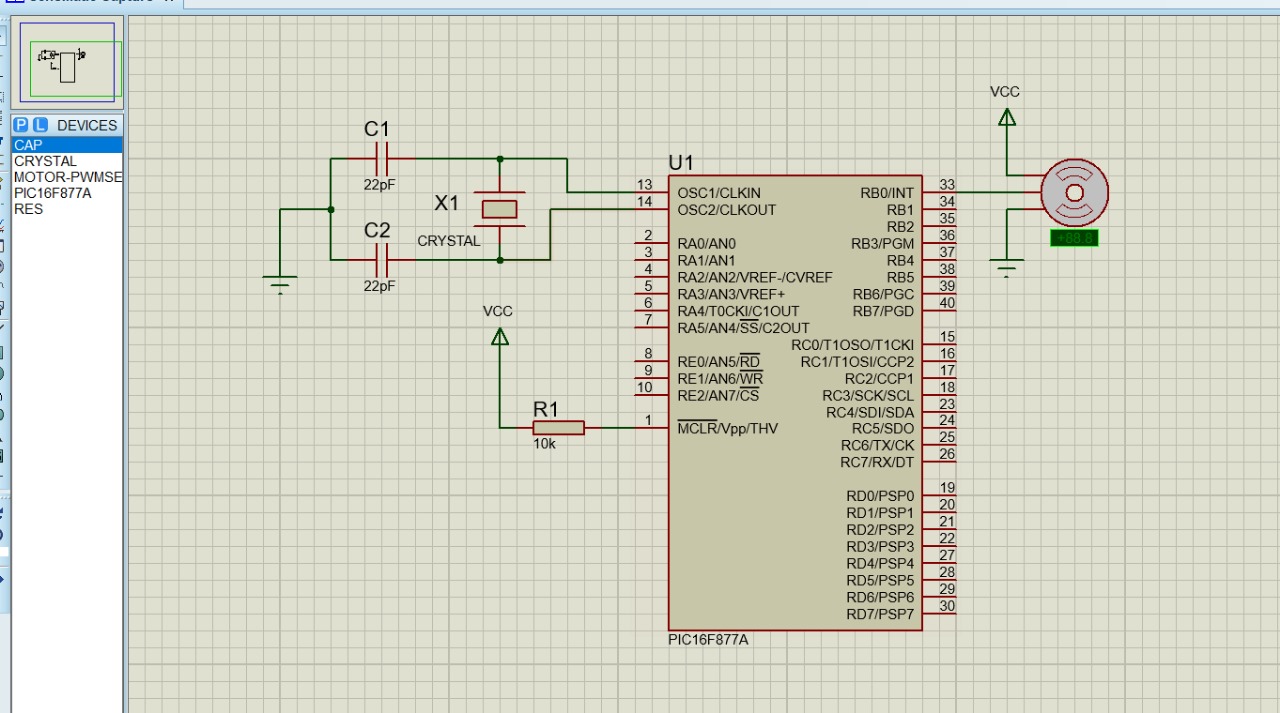 P L DEVICES
CAP
CRYSTAL
MOTOR-PWMSE
PIC16F877A
RES
C1
22pF
X1
CRYSTAL
C2
22pF
VCC
R1
10k
U1
13 OSC1/CLKIN
14 OSC2/CLKOUT
2 RA0/AN0
3 RA1/AN1
4 RA2/AN2/VREF-/CVREF
5 RA3/AN3/VREF+
6 RA4/T0CKI/C1OUT
7 RA5/AN4/SS/C2OUT
8 RE0/AN5/RD
9 RE1/AN6/WR
10 RE2/AN7/CS
1 MCLR/Vpp/THV
RB0/INT 33
RB1 34
RB2 35
RB3/PGM 36
RB4 37
RB5 38
RB6/PGC 39
RB7/PGD 40
RC0/T1OSO/T1CKI 15
RC1/T1OSI/CCP2 16
RC2/CCP1 17
RC3/SCK/SCL 18
RC4/SDI/SDA 23
RC5/SDO 24
RC6/TX/CK 25
RC7/RX/DT 26
RD0/PSP0 19
RD1/PSP1 20
RD2/PSP2 21
RD3/PSP3 22
RD4/PSP4 27
RD5/PSP5 28
RD6/PSP6 29
RD7/PSP7 30
PIC16F877A
VCC
+88.8